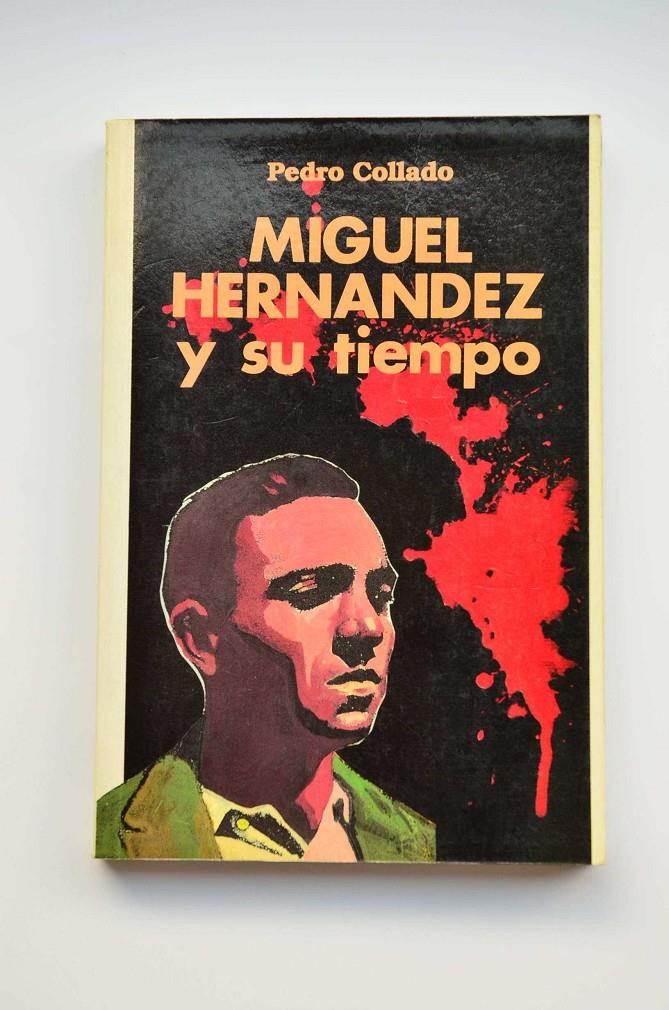 Pedro Collado
MIGUEL
HERNANDEZ
y su tiempo